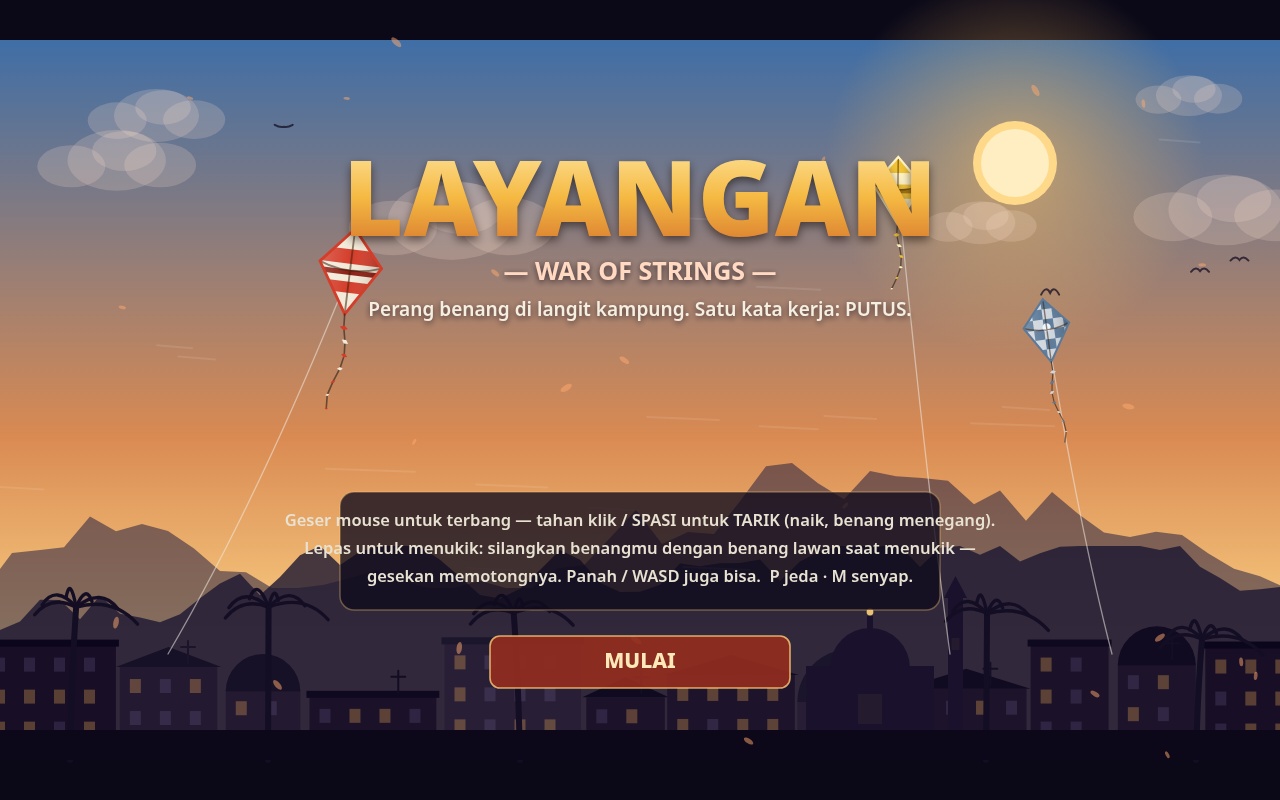 LAYANGAN
— WAR OF STRINGS —
Perang benang di langit kampung. Satu kata kerja: PUTUS.
Geser mouse untuk terbang — tahan klik / SPASI untuk TARIK (naik, benang menegang).
Lepas untuk menukik: silangkan benangmu dengan benang lawan saat menukik —
gesekan memotongnya. Panah / WASD juga bisa.  P jeda · M senyap.
MULAI